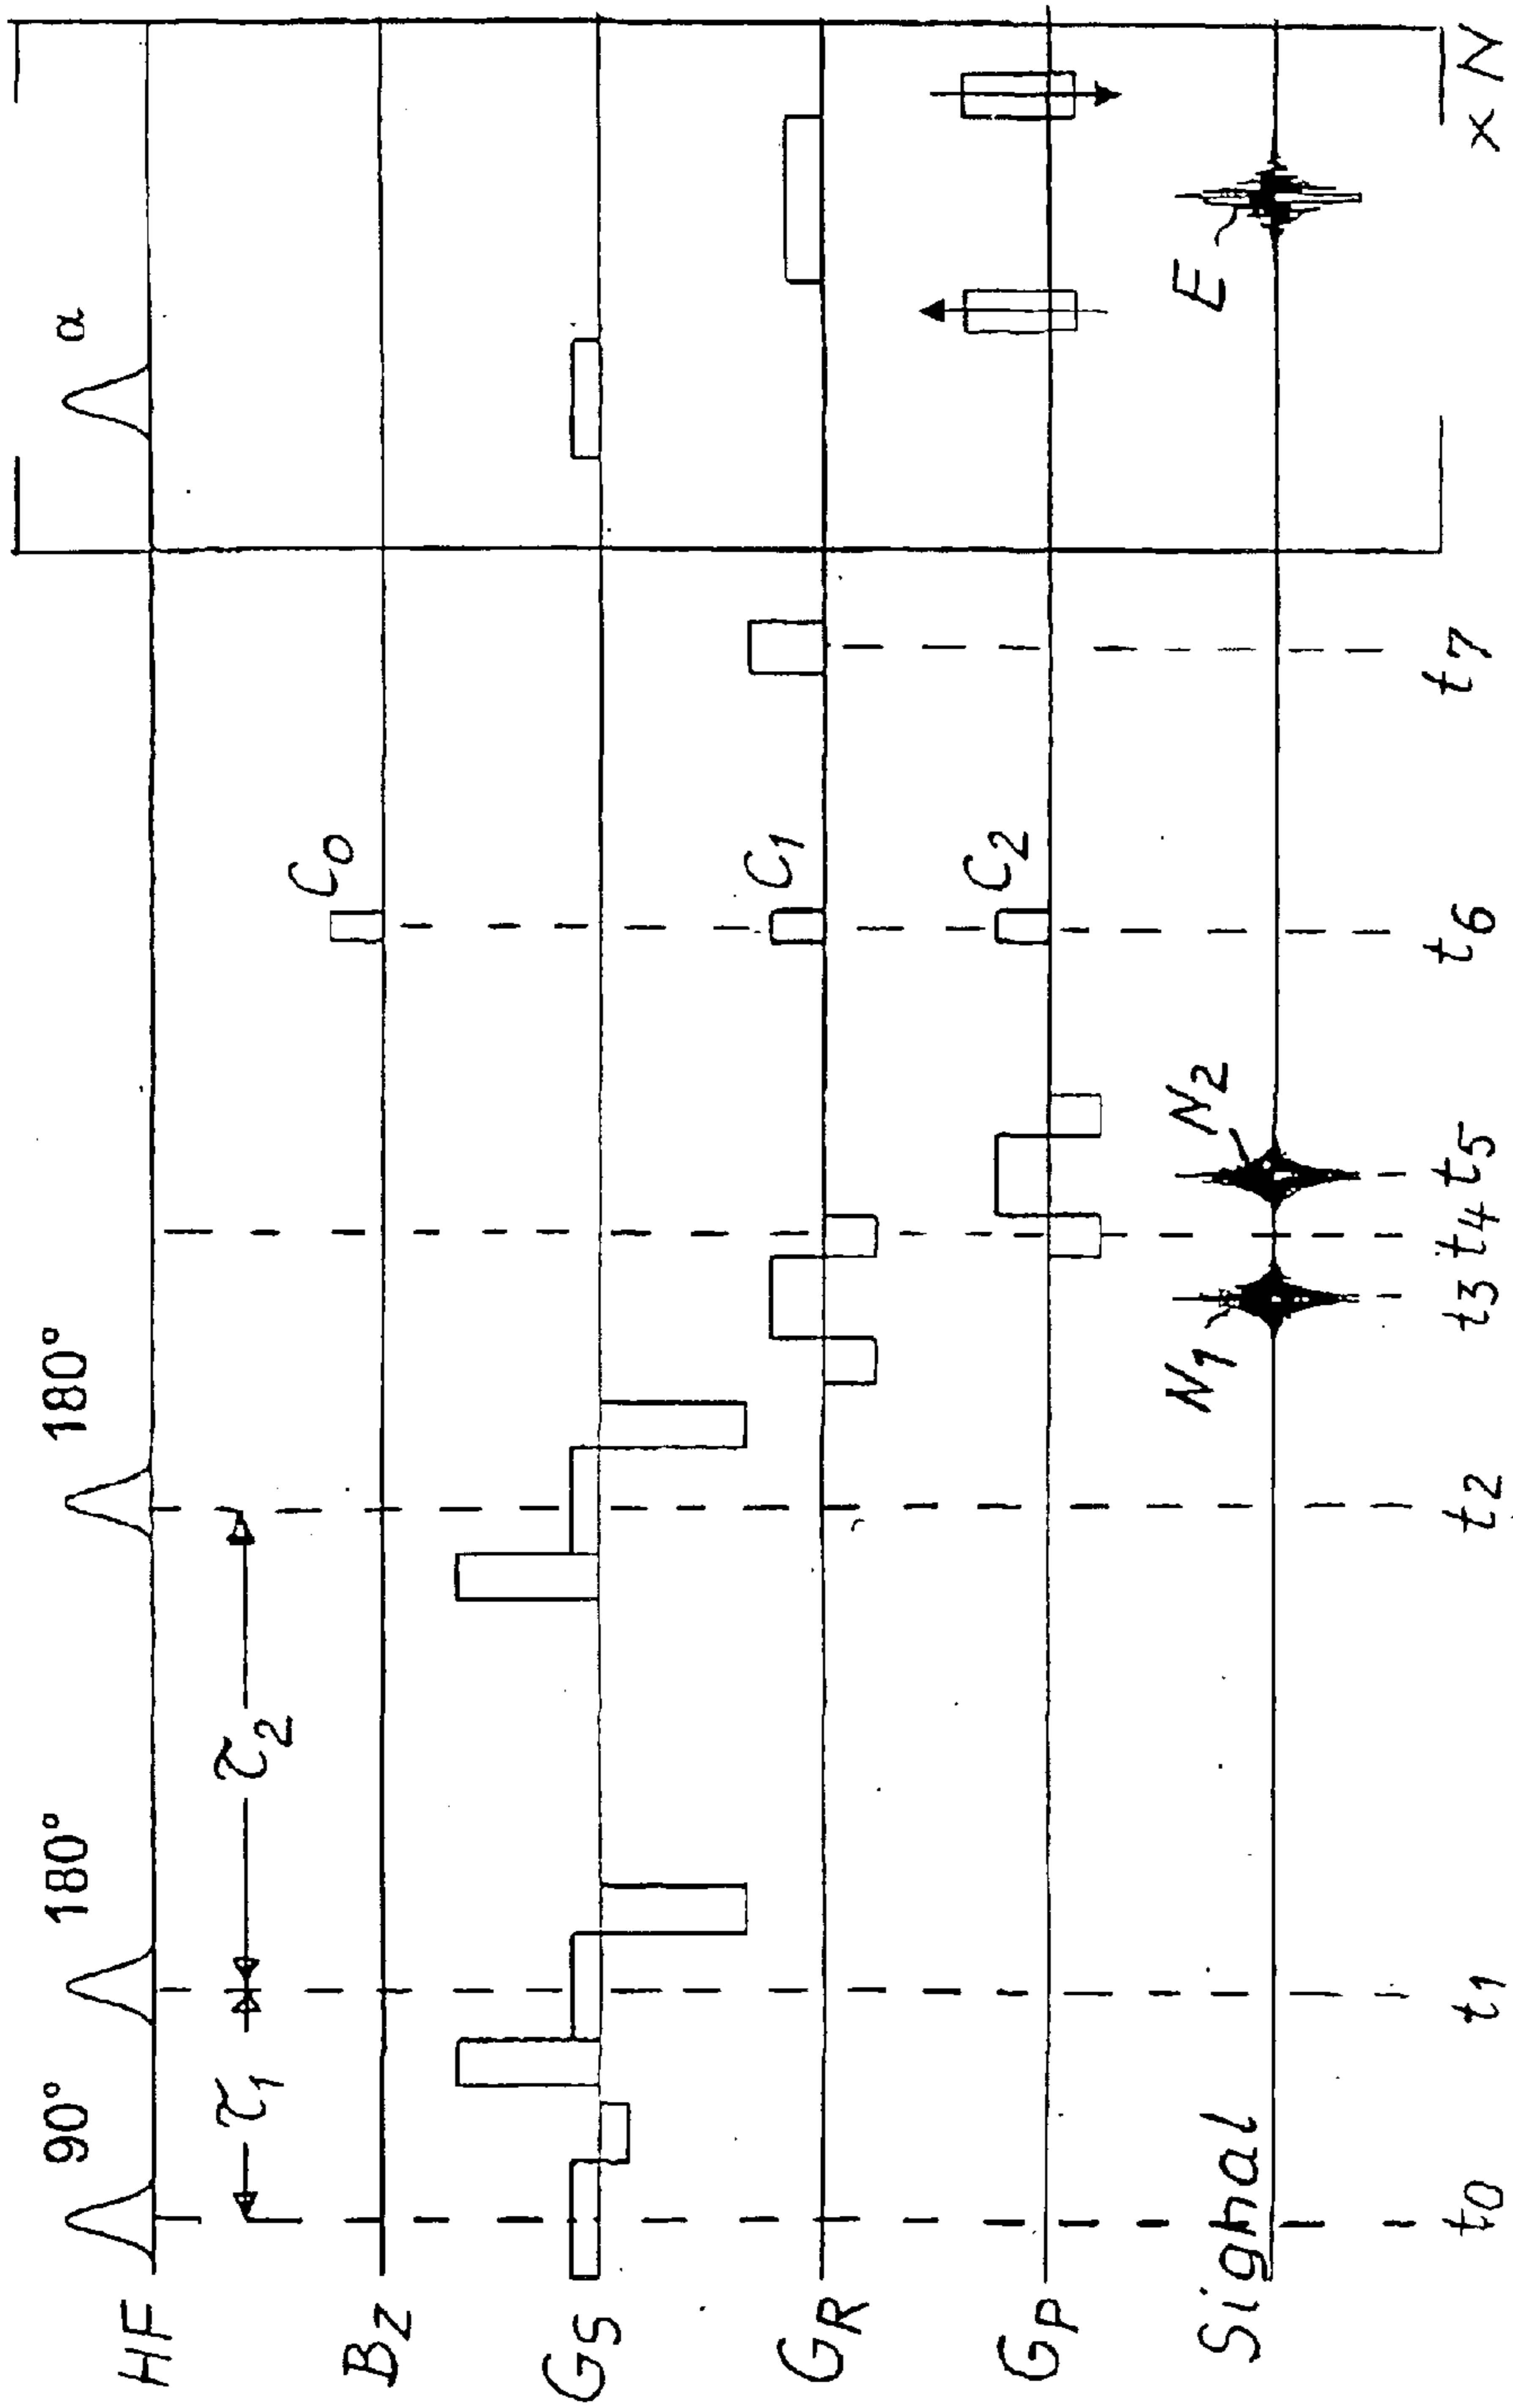 90° 180° 180° α
HF
τ1 τ2
C0
BZ
GS
C1
GR
C2
GP
N1 N2 E
Signal
t0 t1 t2 t3 t4 t5 t6 t7
x N